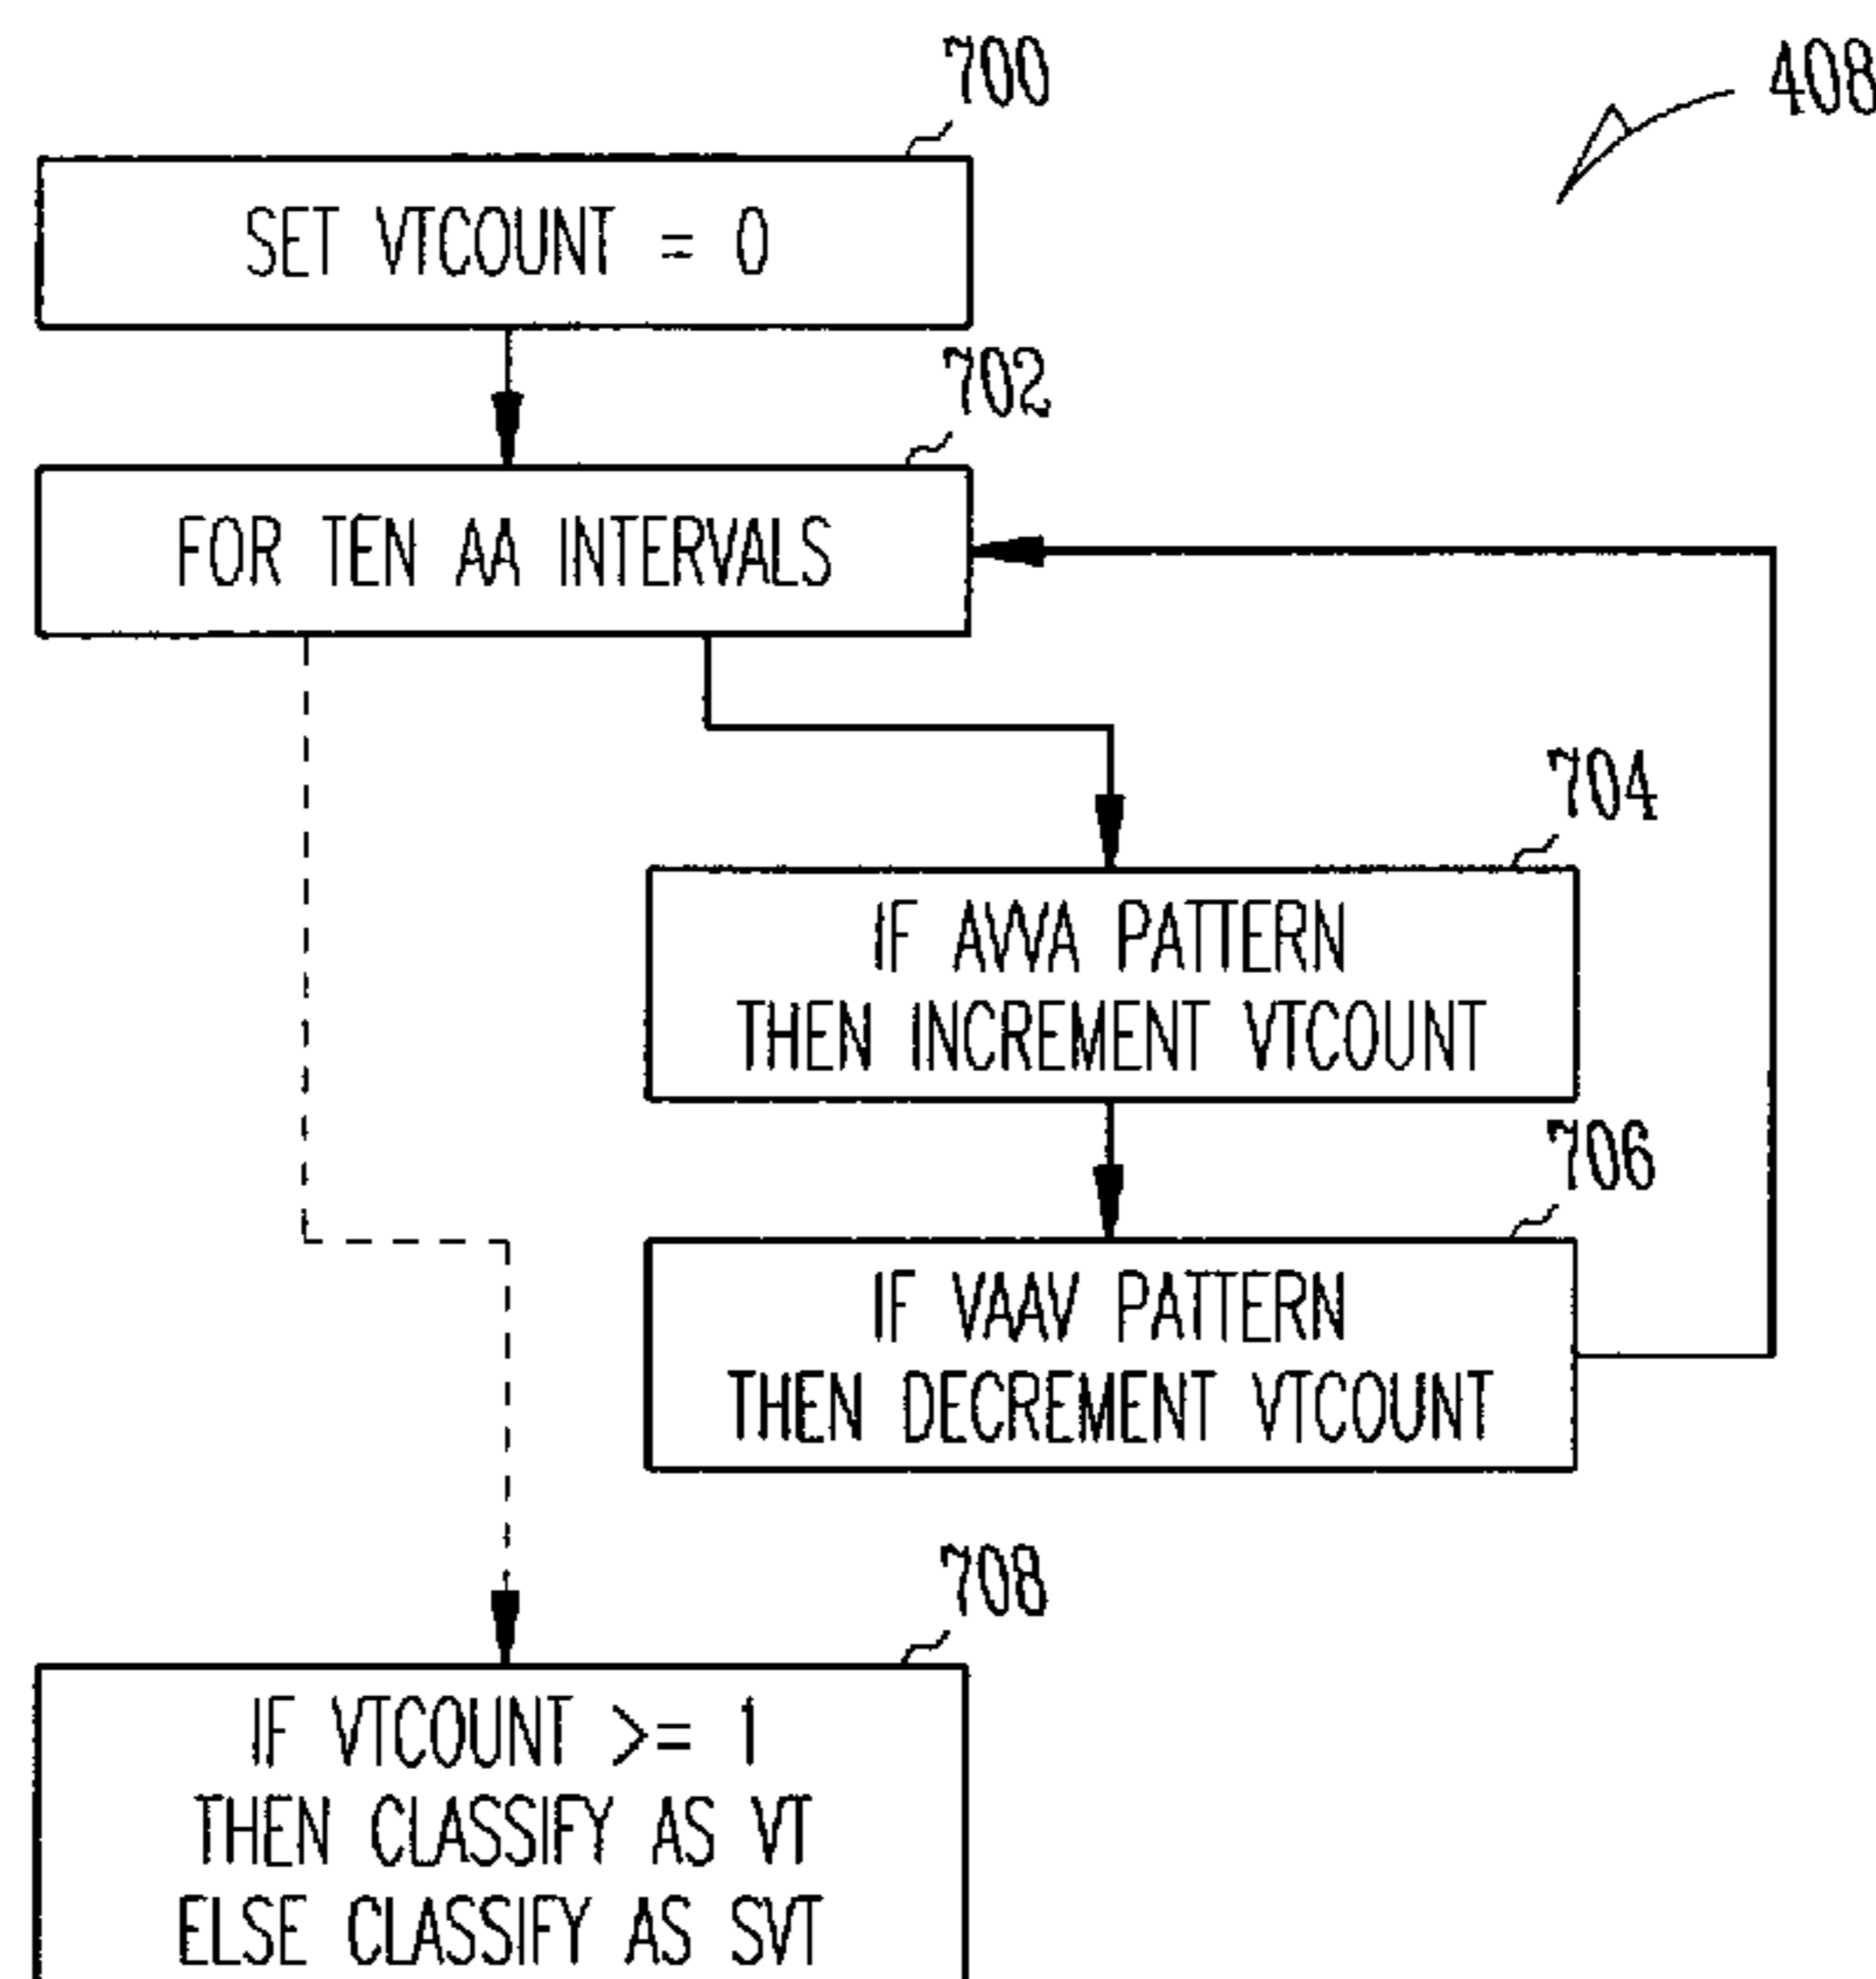 700
408
SET VTCOUNT = 0
702
FOR TEN AA INTERVALS
704
IF AVVA PATTERN
THEN INCREMENT VTCOUNT
706
IF VAAV PATTERN
THEN DECREMENT VTCOUNT
708
IF VTCOUNT >= 1
THEN CLASSIFY AS VT
ELSE CLASSIFY AS SVT